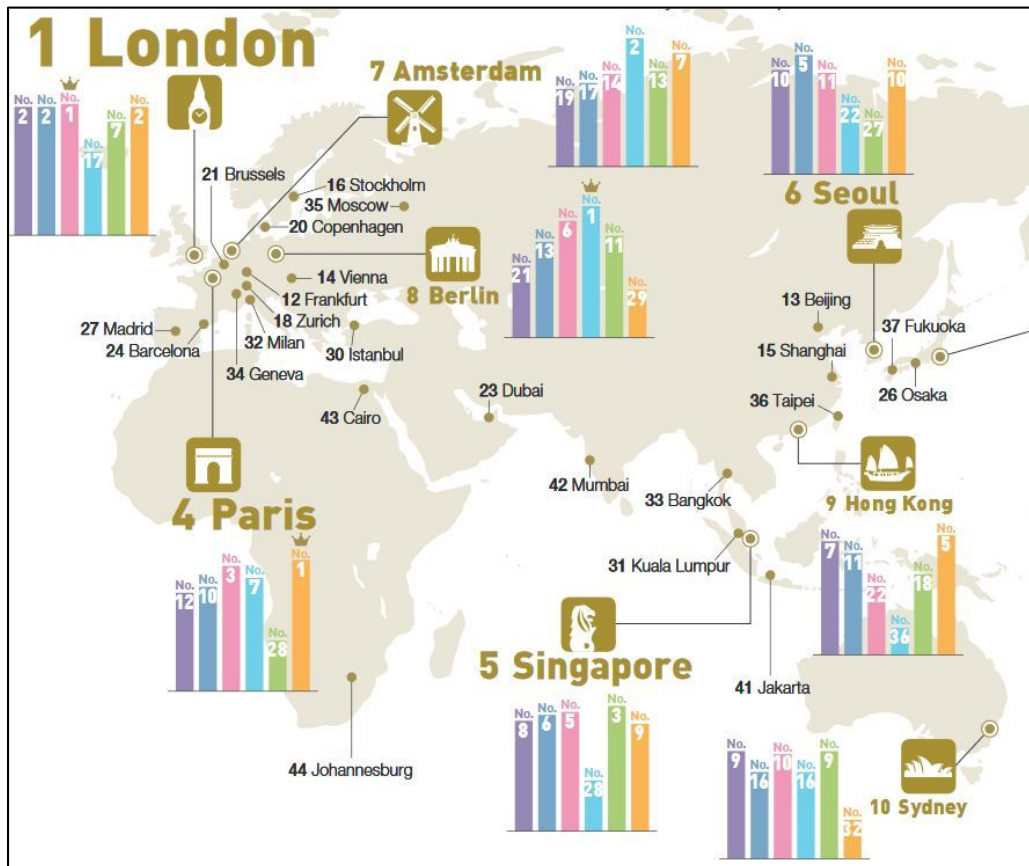 1 London
No. 2
No. 2
No. 1
No. 17
No. 7
No. 2
7 Amsterdam
No. 19
No. 17
No. 14
No. 2
No. 13
No. 7
No. 10
No. 5
No. 11
No. 22
No. 27
No. 10
6 Seoul
21 Brussels
16 Stockholm
35 Moscow
20 Copenhagen
8 Berlin
No. 21
No. 13
No. 6
No. 1
No. 11
No. 29
14 Vienna
12 Frankfurt
18 Zurich
32 Milan
34 Geneva
27 Madrid
24 Barcelona
30 Istanbul
43 Cairo
23 Dubai
13 Beijing
37 Fukuoka
15 Shanghai
26 Osaka
36 Taipei
42 Mumbai
33 Bangkok
9 Hong Kong
No. 7
No. 11
No. 22
No. 36
No. 18
No. 5
4 Paris
No. 12
No. 10
No. 3
No. 7
No. 28
No. 1
31 Kuala Lumpur
5 Singapore
No. 8
No. 6
No. 5
No. 28
No. 3
No. 9
41 Jakarta
44 Johannesburg
No. 9
No. 16
No. 10
No. 16
No. 9
No. 32
10 Sydney